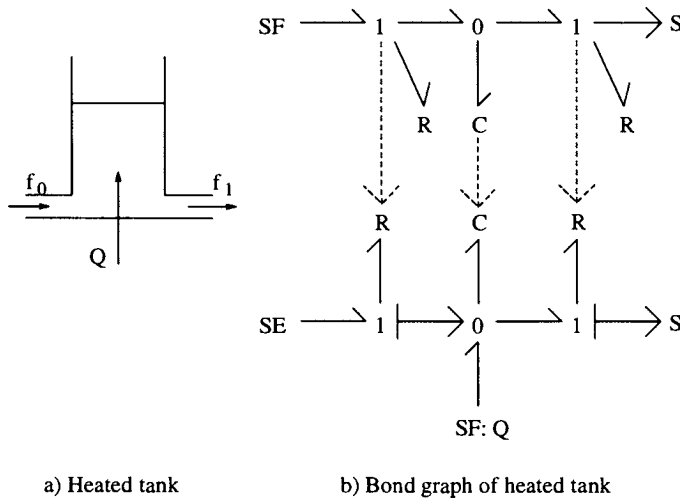 SF 1 0 1 S
R C R
f0 f1
Q
R C R
SE 1 0 1 S
SF: Q
a) Heated tank b) Bond graph of heated tank